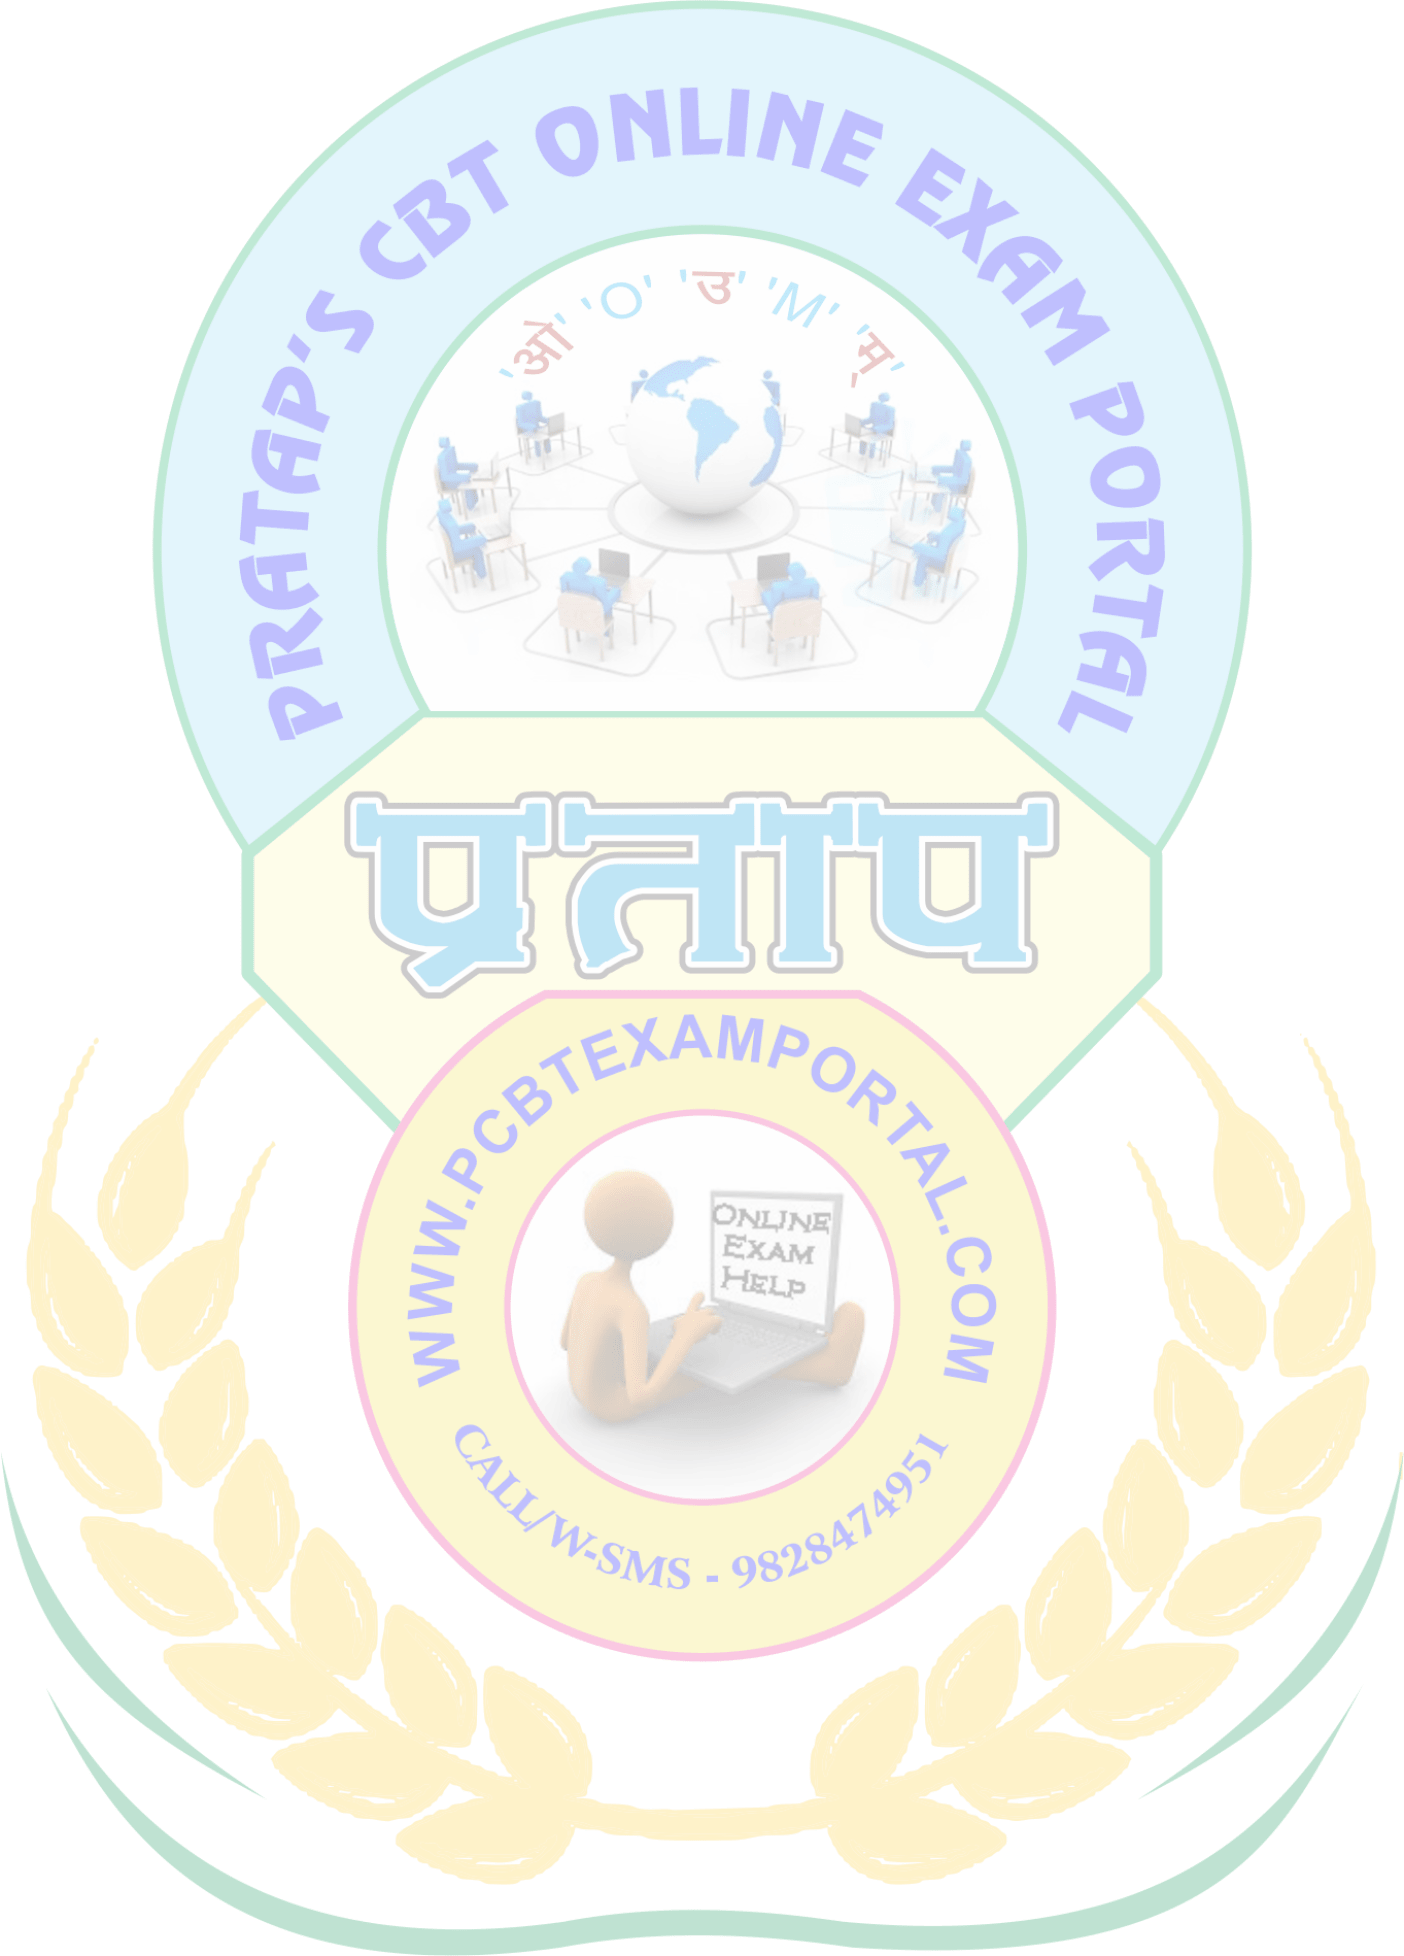 PRATAP'S CBT ONLINE EXAM PORTAL
'ओ' 'O' 'उ' 'M' 'म्'
प्रताप
WWW.PCBTEXAMPORTAL.COM
ONLINE
EXAM
HELP
CALL/W-SMS - 9828474951